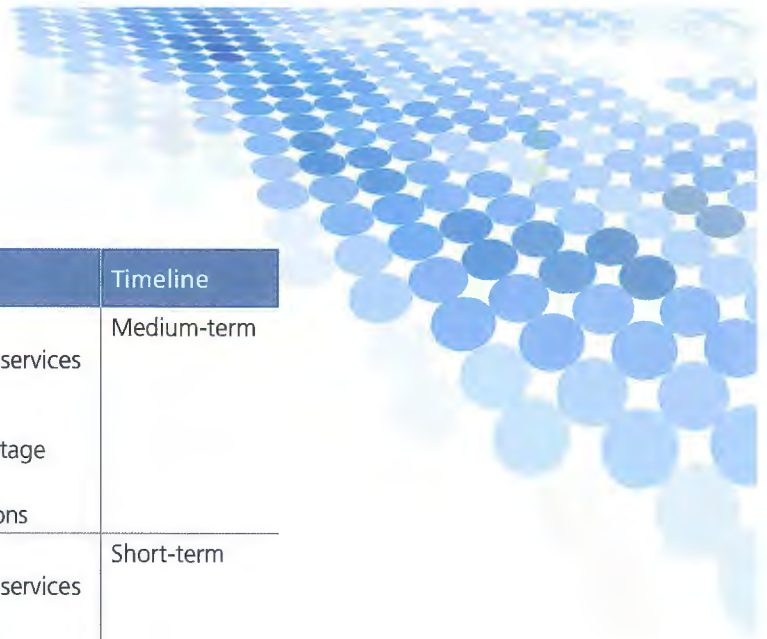 Timeline
Medium-term
services
tage
ons
Short-term
services